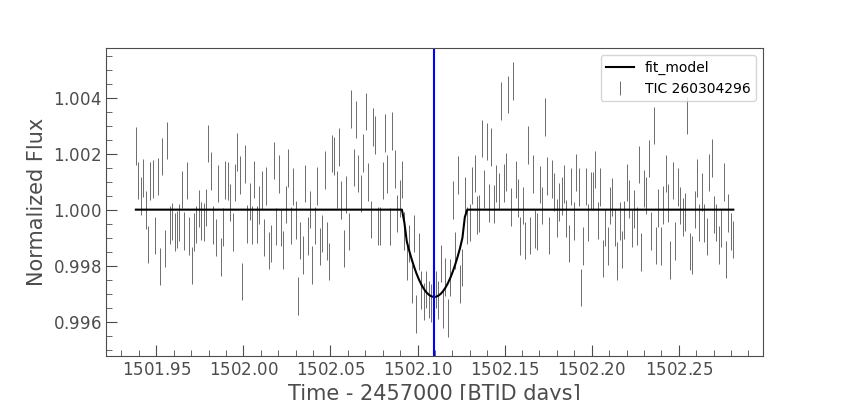 fit_model
TIC 260304296
1.004
1.002
1.000
0.998
0.996
Normalized Flux
1501.95 1502.00 1502.05 1502.10 1502.15 1502.20 1502.25
Time - 2457000 [BTJD days]